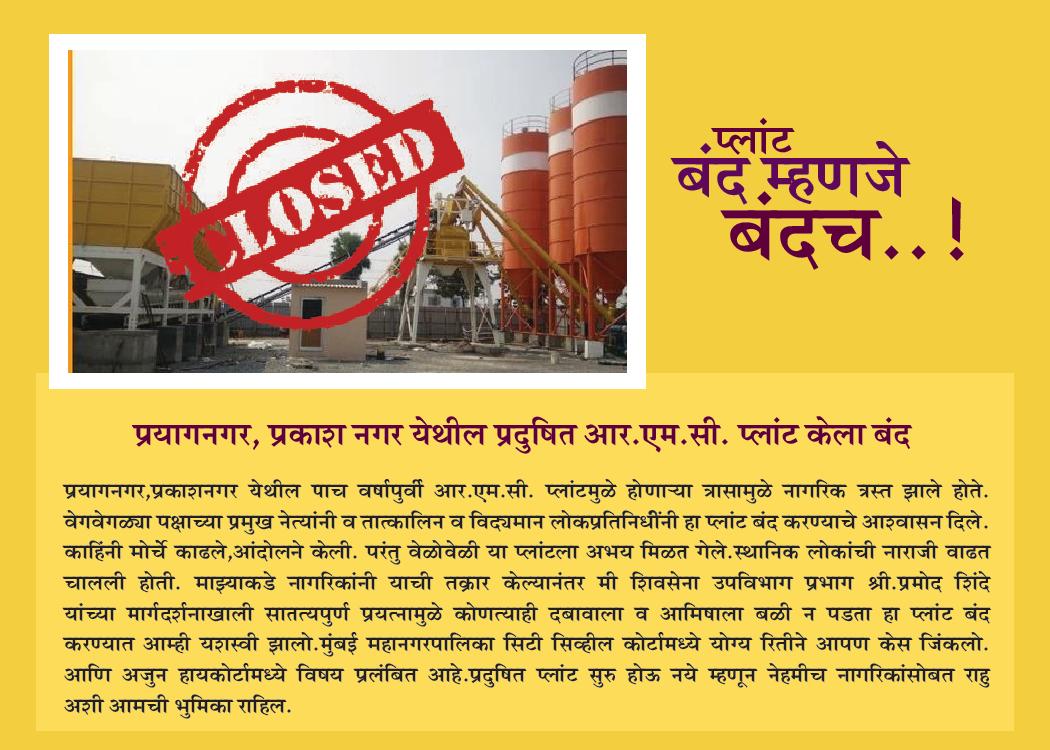 CLOSED
प्लांट
बंद म्हणजे
बंदच..!
प्रयागनगर, प्रकाश नगर येथील प्रदुषित आर.एम.सी. प्लांट केला बंद
प्रयागनगर,प्रकाशनगर येथील पाच वर्षापुर्वी आर.एम.सी. प्लांटमुळे होणाऱ्या त्रासामुळे नागरिक त्रस्त झाले होते.
वेगवेगळ्या पक्षाच्या प्रमुख नेत्यांनी व तात्कालिन व विद्यमान लोकप्रतिनिधींनी हा प्लांट बंद करण्याचे आश्वासन दिले.
काहिंनी मोर्चे काढले,आंदोलने केली. परंतु वेळोवेळी या प्लांटला अभय मिळत गेले.स्थानिक लोकांची नाराजी वाढत
चालली होती. माझ्याकडे नागरिकांनी याची तक्रार केल्यानंतर मी शिवसेना उपविभाग प्रभाग श्री.प्रमोद शिंदे
यांच्या मार्गदर्शनाखाली सातत्यपुर्ण प्रयत्नामुळे कोणत्याही दबावाला व आमिषाला बळी न पडता हा प्लांट बंद
करण्यात आम्ही यशस्वी झालो.मुंबई महानगरपालिका सिटी सिव्हील कोर्टामध्ये योग्य रितीने आपण केस जिंकलो.
आणि अजुन हायकोर्टामध्ये विषय प्रलंबित आहे.प्रदुषित प्लांट सुरु होऊ नये म्हणून नेहमीच नागरिकांसोबत राहु
अशी आमची भुमिका राहिल.